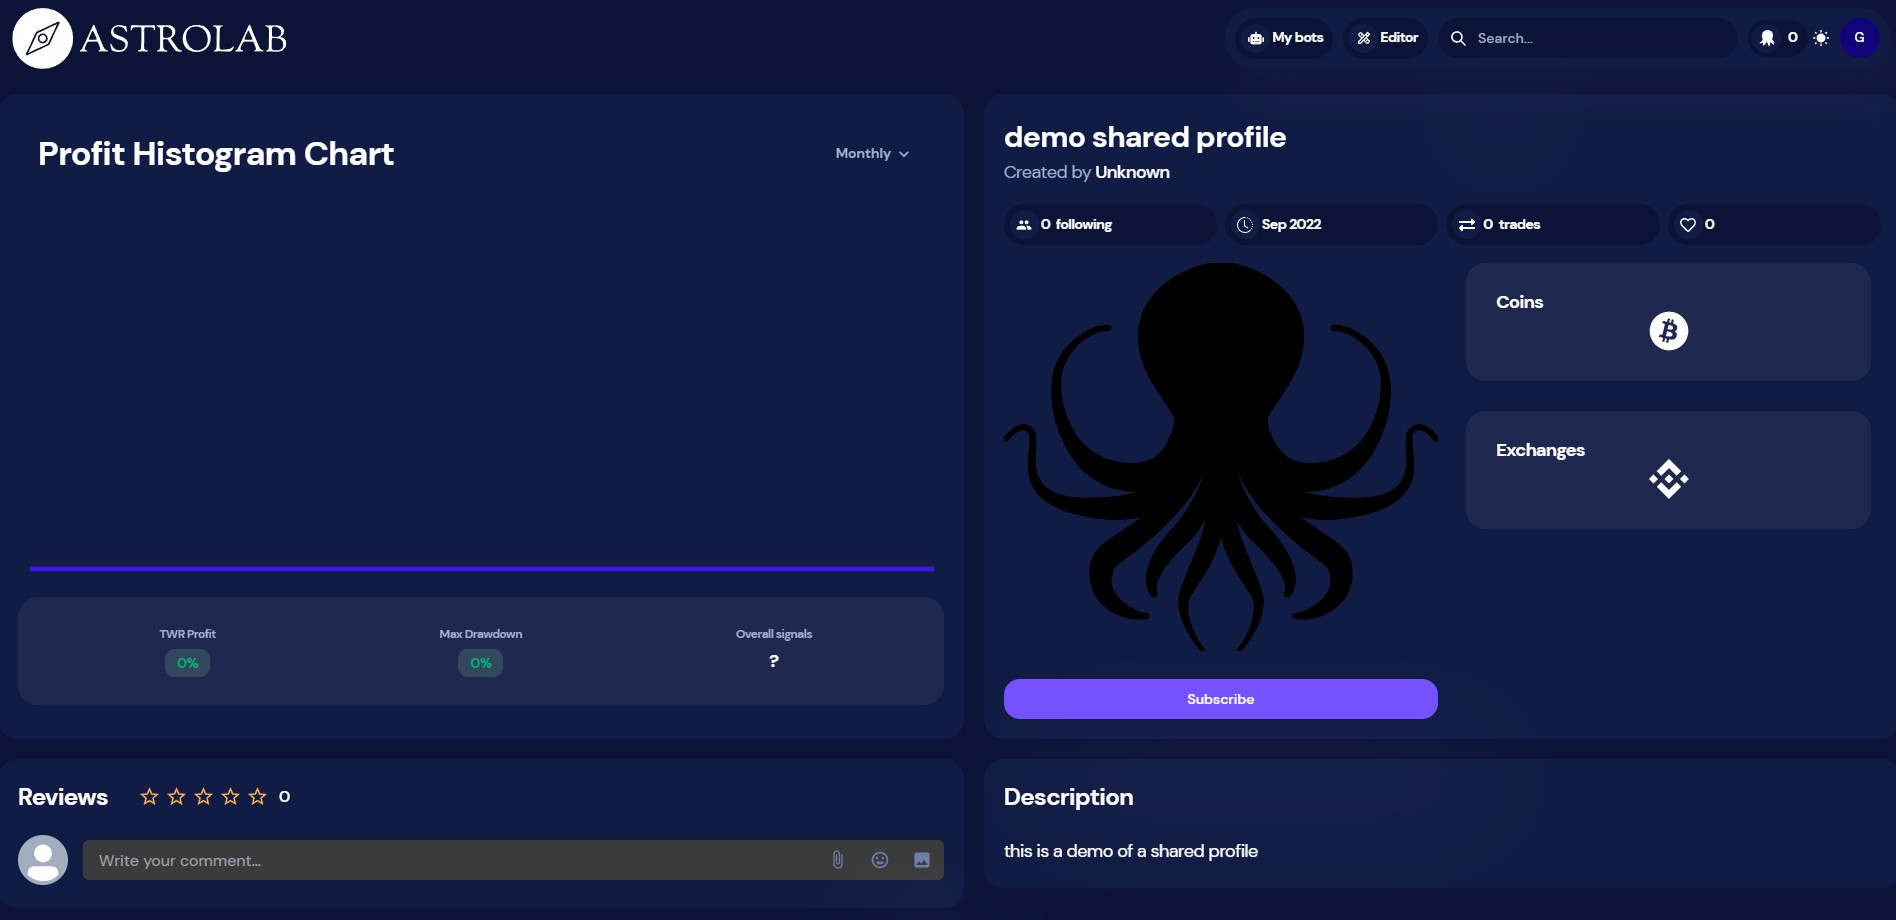 ASTROLAB
My bots
Editor
Search...
0
G
Profit Histogram Chart
Monthly
demo shared profile
Created by Unknown
0 following
Sep 2022
0 trades
0
Coins
Exchanges
TWR Profit
0%
Max Drawdown
0%
Overall signals
?
Subscribe
Reviews
0
Write your comment...
Description
this is a demo of a shared profile